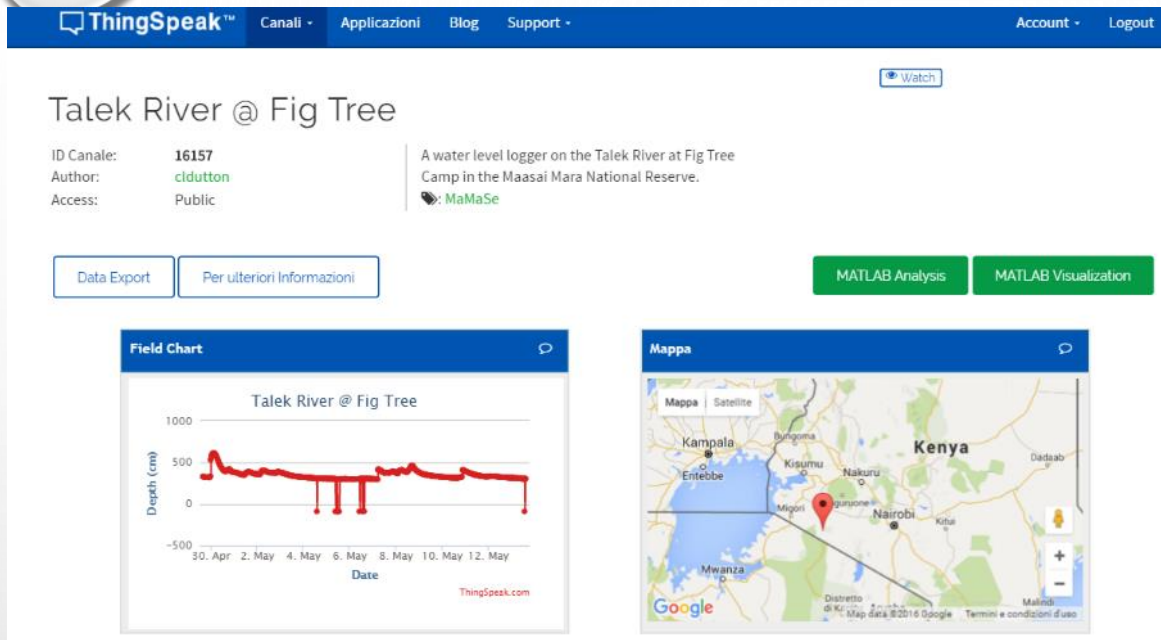 ThingSpeak™ Canali Applicazioni Blog Support Account Logout
Watch
Talek River @ Fig Tree
ID Canale: 16157
Author: cldutton
Access: Public
A water level logger on the Talek River at Fig Tree
Camp in the Maasai Mara National Reserve.
: MaMaSe
Data Export Per ulteriori Informazioni MATLAB Analysis MATLAB Visualization
Field Chart
Talek River @ Fig Tree
1000
500
0
-500
Depth (cm)
30. Apr 2. May 4. May 6. May 8. May 10. May 12. May
Date
ThingSpeak.com
Mappa
Mappa Satellite
Kampala
Bungoma
Kenya
Entebbe
Kisumu
Nakuru
Dadaab
Migori
Nairobi
Kitui
Mwanza
+
−
Distretto
Malindi
Google
Map data ©2016 Google Termini e condizioni d'uso